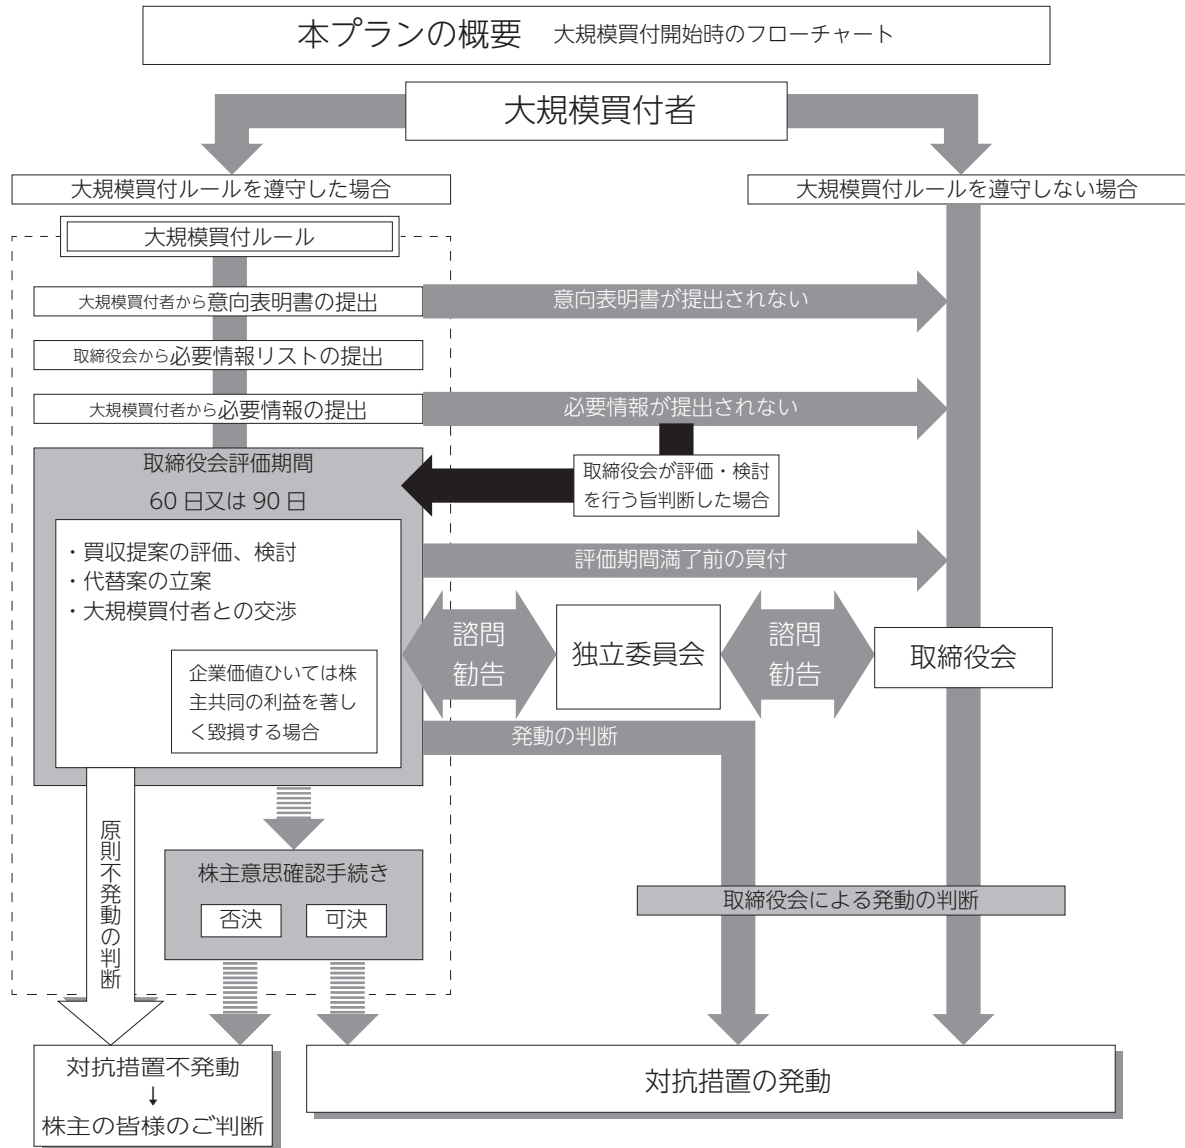 本プランの概要 大規模買付開始時のフローチャート
大規模買付者
大規模買付ルールを遵守した場合
大規模買付ルールを遵守しない場合
大規模買付ルール
大規模買付者から意向表明書の提出
意向表明書が提出されない
取締役会から必要情報リストの提出
大規模買付者から必要情報の提出
必要情報が提出されない
取締役会評価期間
60 日又は 90 日
取締役会が評価・検討
を行う旨判断した場合
・買収提案の評価、検討
・代替案の立案
・大規模買付者との交渉
評価期間満了前の買付
企業価値ひいては株
主共同の利益を著し
く毀損する場合
諮問
勧告
独立委員会
諮問
勧告
取締役会
発動の判断
原則不発動の判断
株主意思確認手続き
否決
可決
取締役会による発動の判断
対抗措置不発動
↓
株主の皆様のご判断
対抗措置の発動